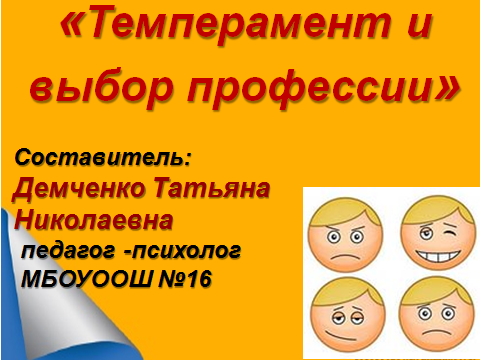 «Темперамент и
выбор профессии»
Составитель:
Демченко Татьяна
Николаевна
педагог -психолог
МБОУООШ №16